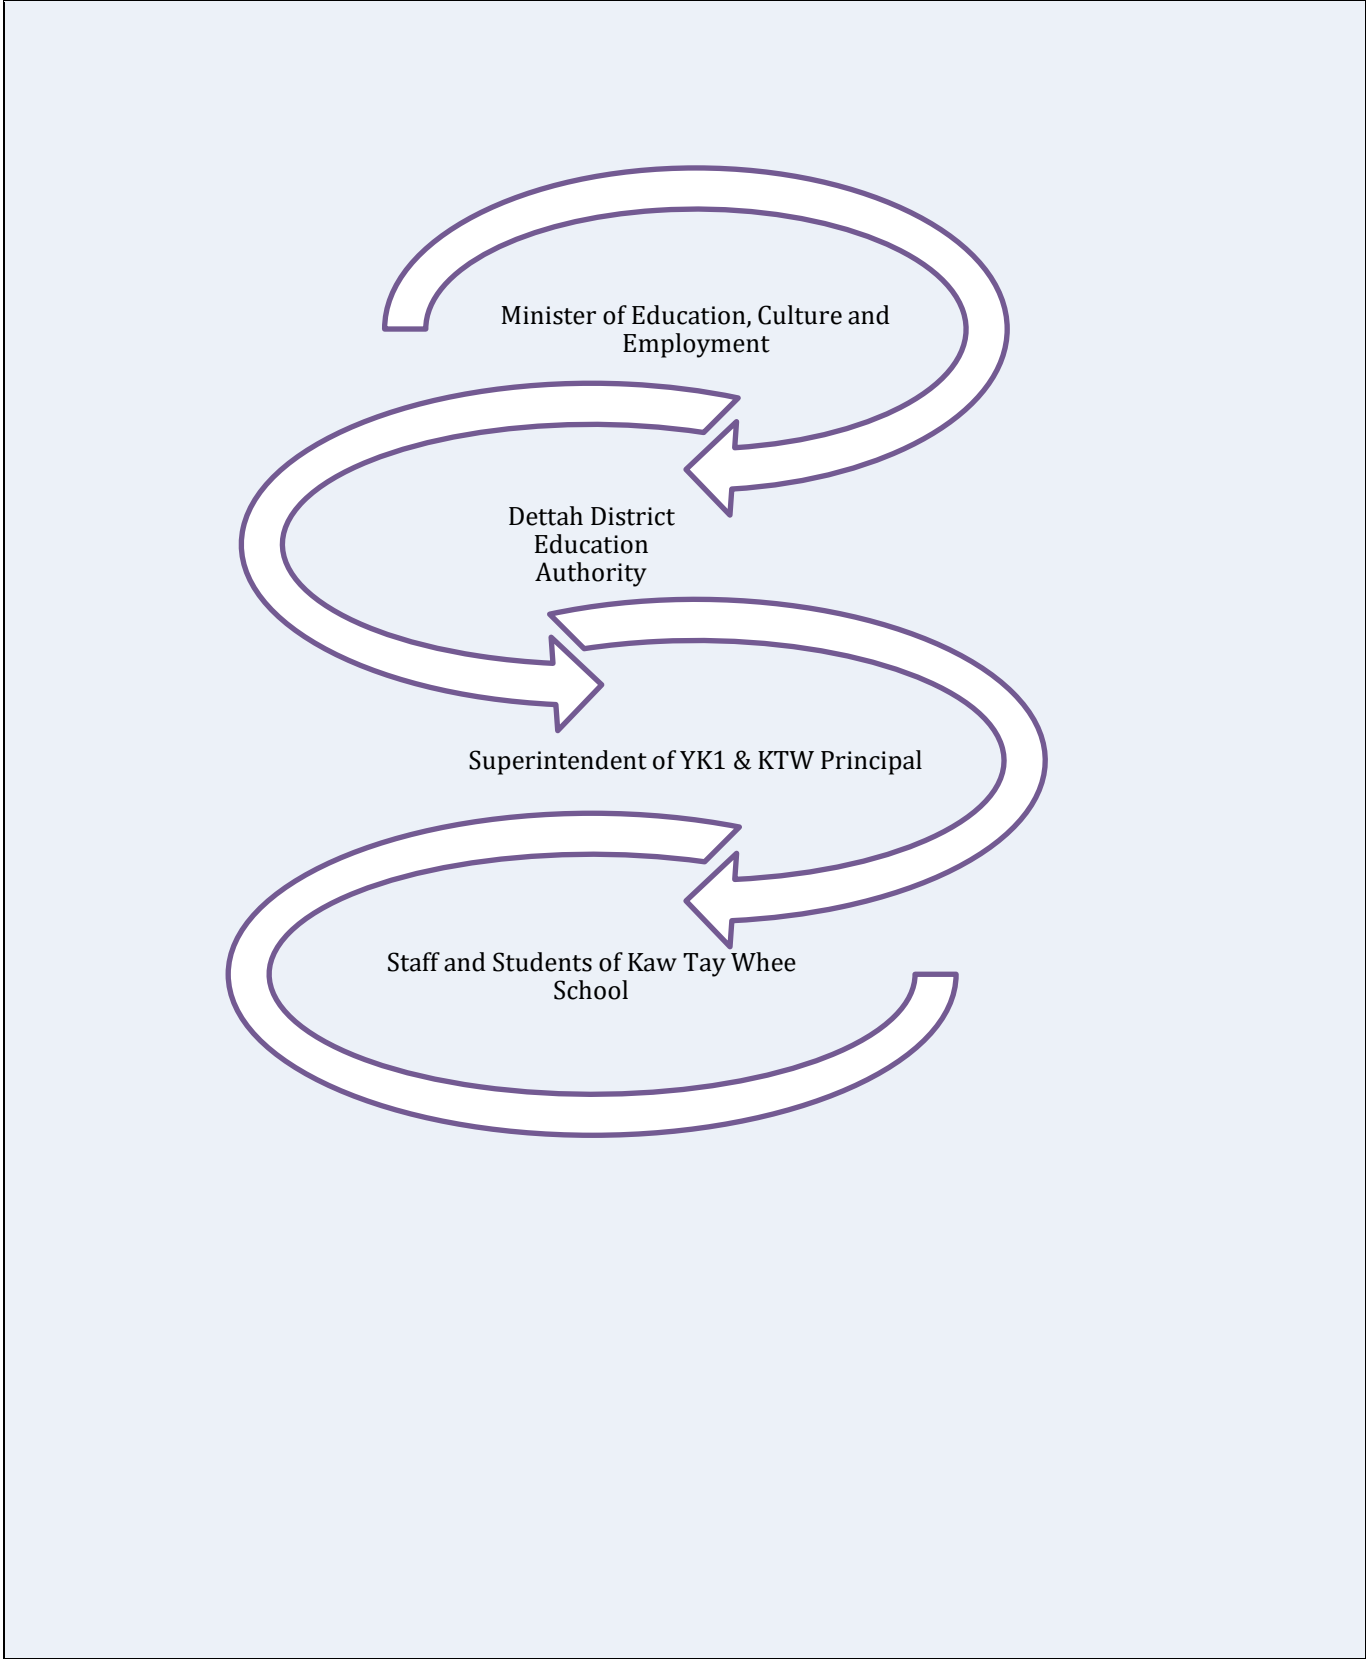 Minister of Education, Culture and
Employment
Dettah District
Education
Authority
Superintendent of YK1 & KTW Principal
Staff and Students of Kaw Tay Whee
School